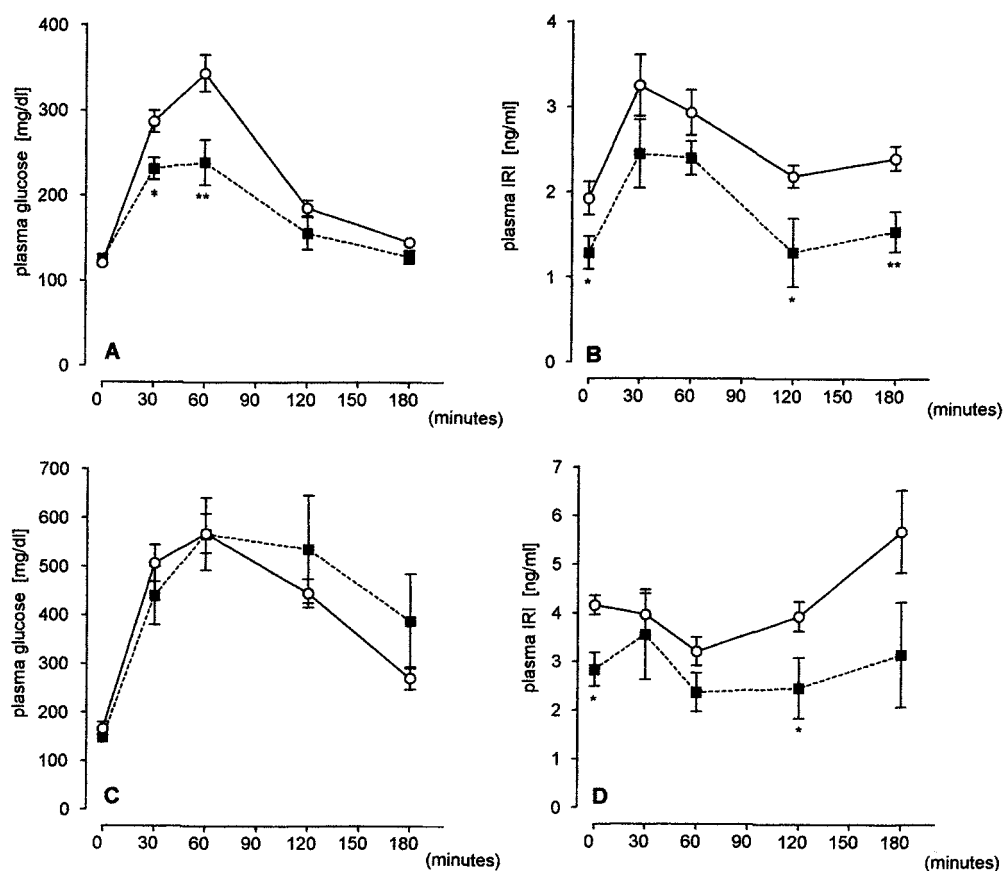 plasma glucose [mg/dl]
400
300
200
100
0
*
**
A
0 30 60 90 120 150 180
(minutes)
plasma IRI [ng/ml]
4
3
2
1
0
*
*
**
B
0 30 60 90 120 150 180
(minutes)
plasma glucose [mg/dl]
700
600
500
400
300
200
100
0
C
0 30 60 90 120 150 180
(minutes)
plasma IRI [ng/ml]
7
6
5
4
3
2
1
0
*
*
D
0 30 60 90 120 150 180
(minutes)